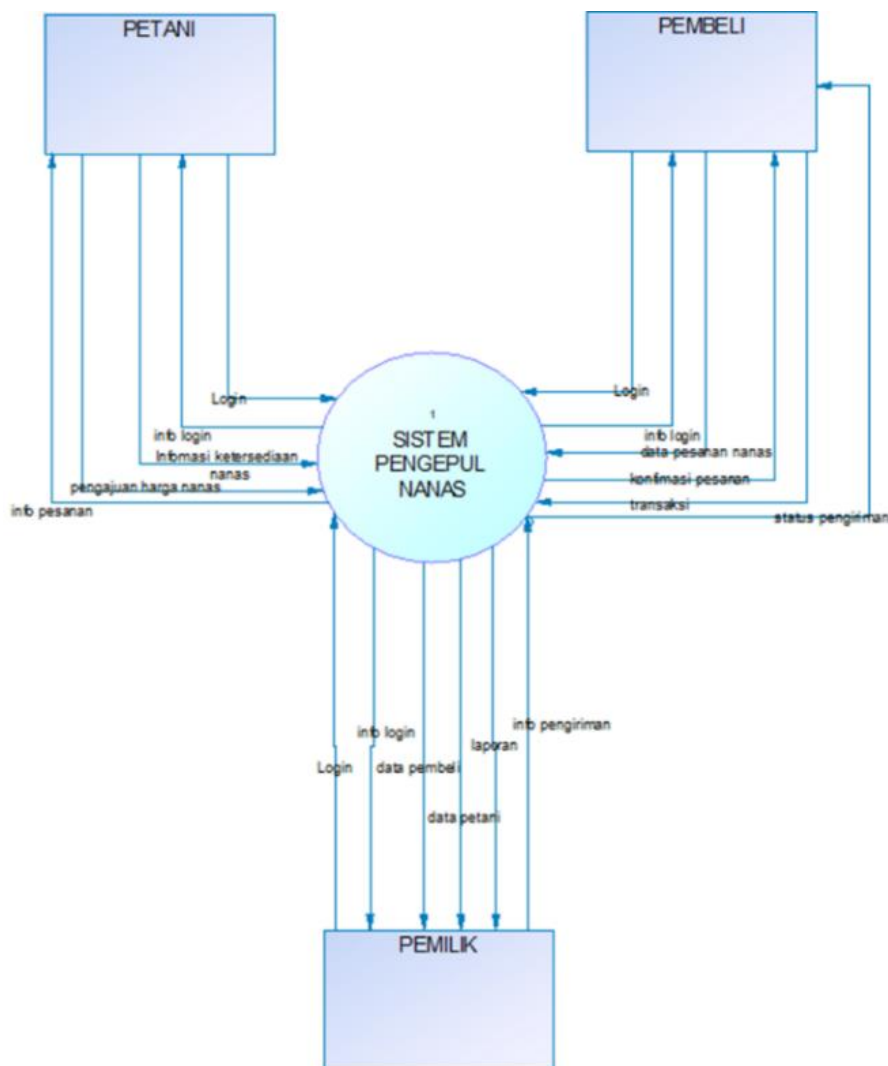 PETANI
PEMBELI
Login
Login
1
SISTEM
PENGEPUL
NANAS
info login
info login
Infomasi ketersediaan
nanas
data pesanan nanas
pengajuan harga nanas
konfimasi pesanan
info pesanan
transaksi
status pengiriman
info pengiriman
info login
laporan
Login
data pembeli
data petani
PEMILIK